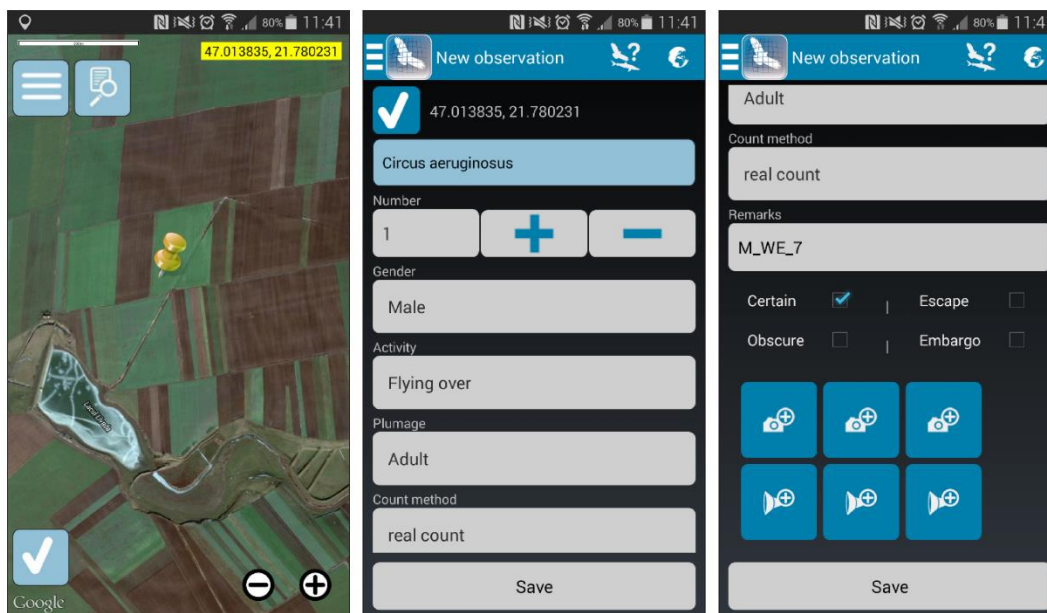 80% 11:41
47.013835, 21.780231
Google
80% 11:41
New observation
47.013835, 21.780231
Circus aeruginosus
Number
1
Gender
Male
Activity
Flying over
Plumage
Adult
Count method
real count
Save
80% 11:4
New observation
Adult
Count method
real count
Remarks
M_WE_7
Certain | Escape
Obscure | Embargo
Save